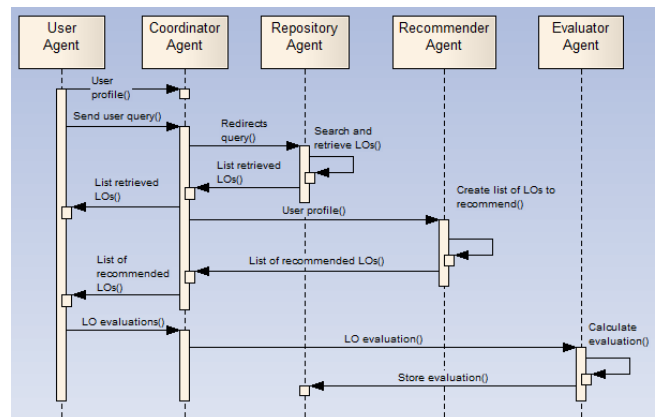 User
Agent
Coordinator
Agent
Repository
Agent
Recommender
Agent
Evaluator
Agent
User
profile()
Send user query()
Redirects
query()
Search and
retrieve LOs()
List retrieved
LOs()
List retrieved
LOs()
Create list of LOs to
recommend()
User profile()
List of
recommended
LOs()
List of recommended LOs()
LO evaluations()
Calculate
evaluation()
LO evaluation()
Store evaluation()